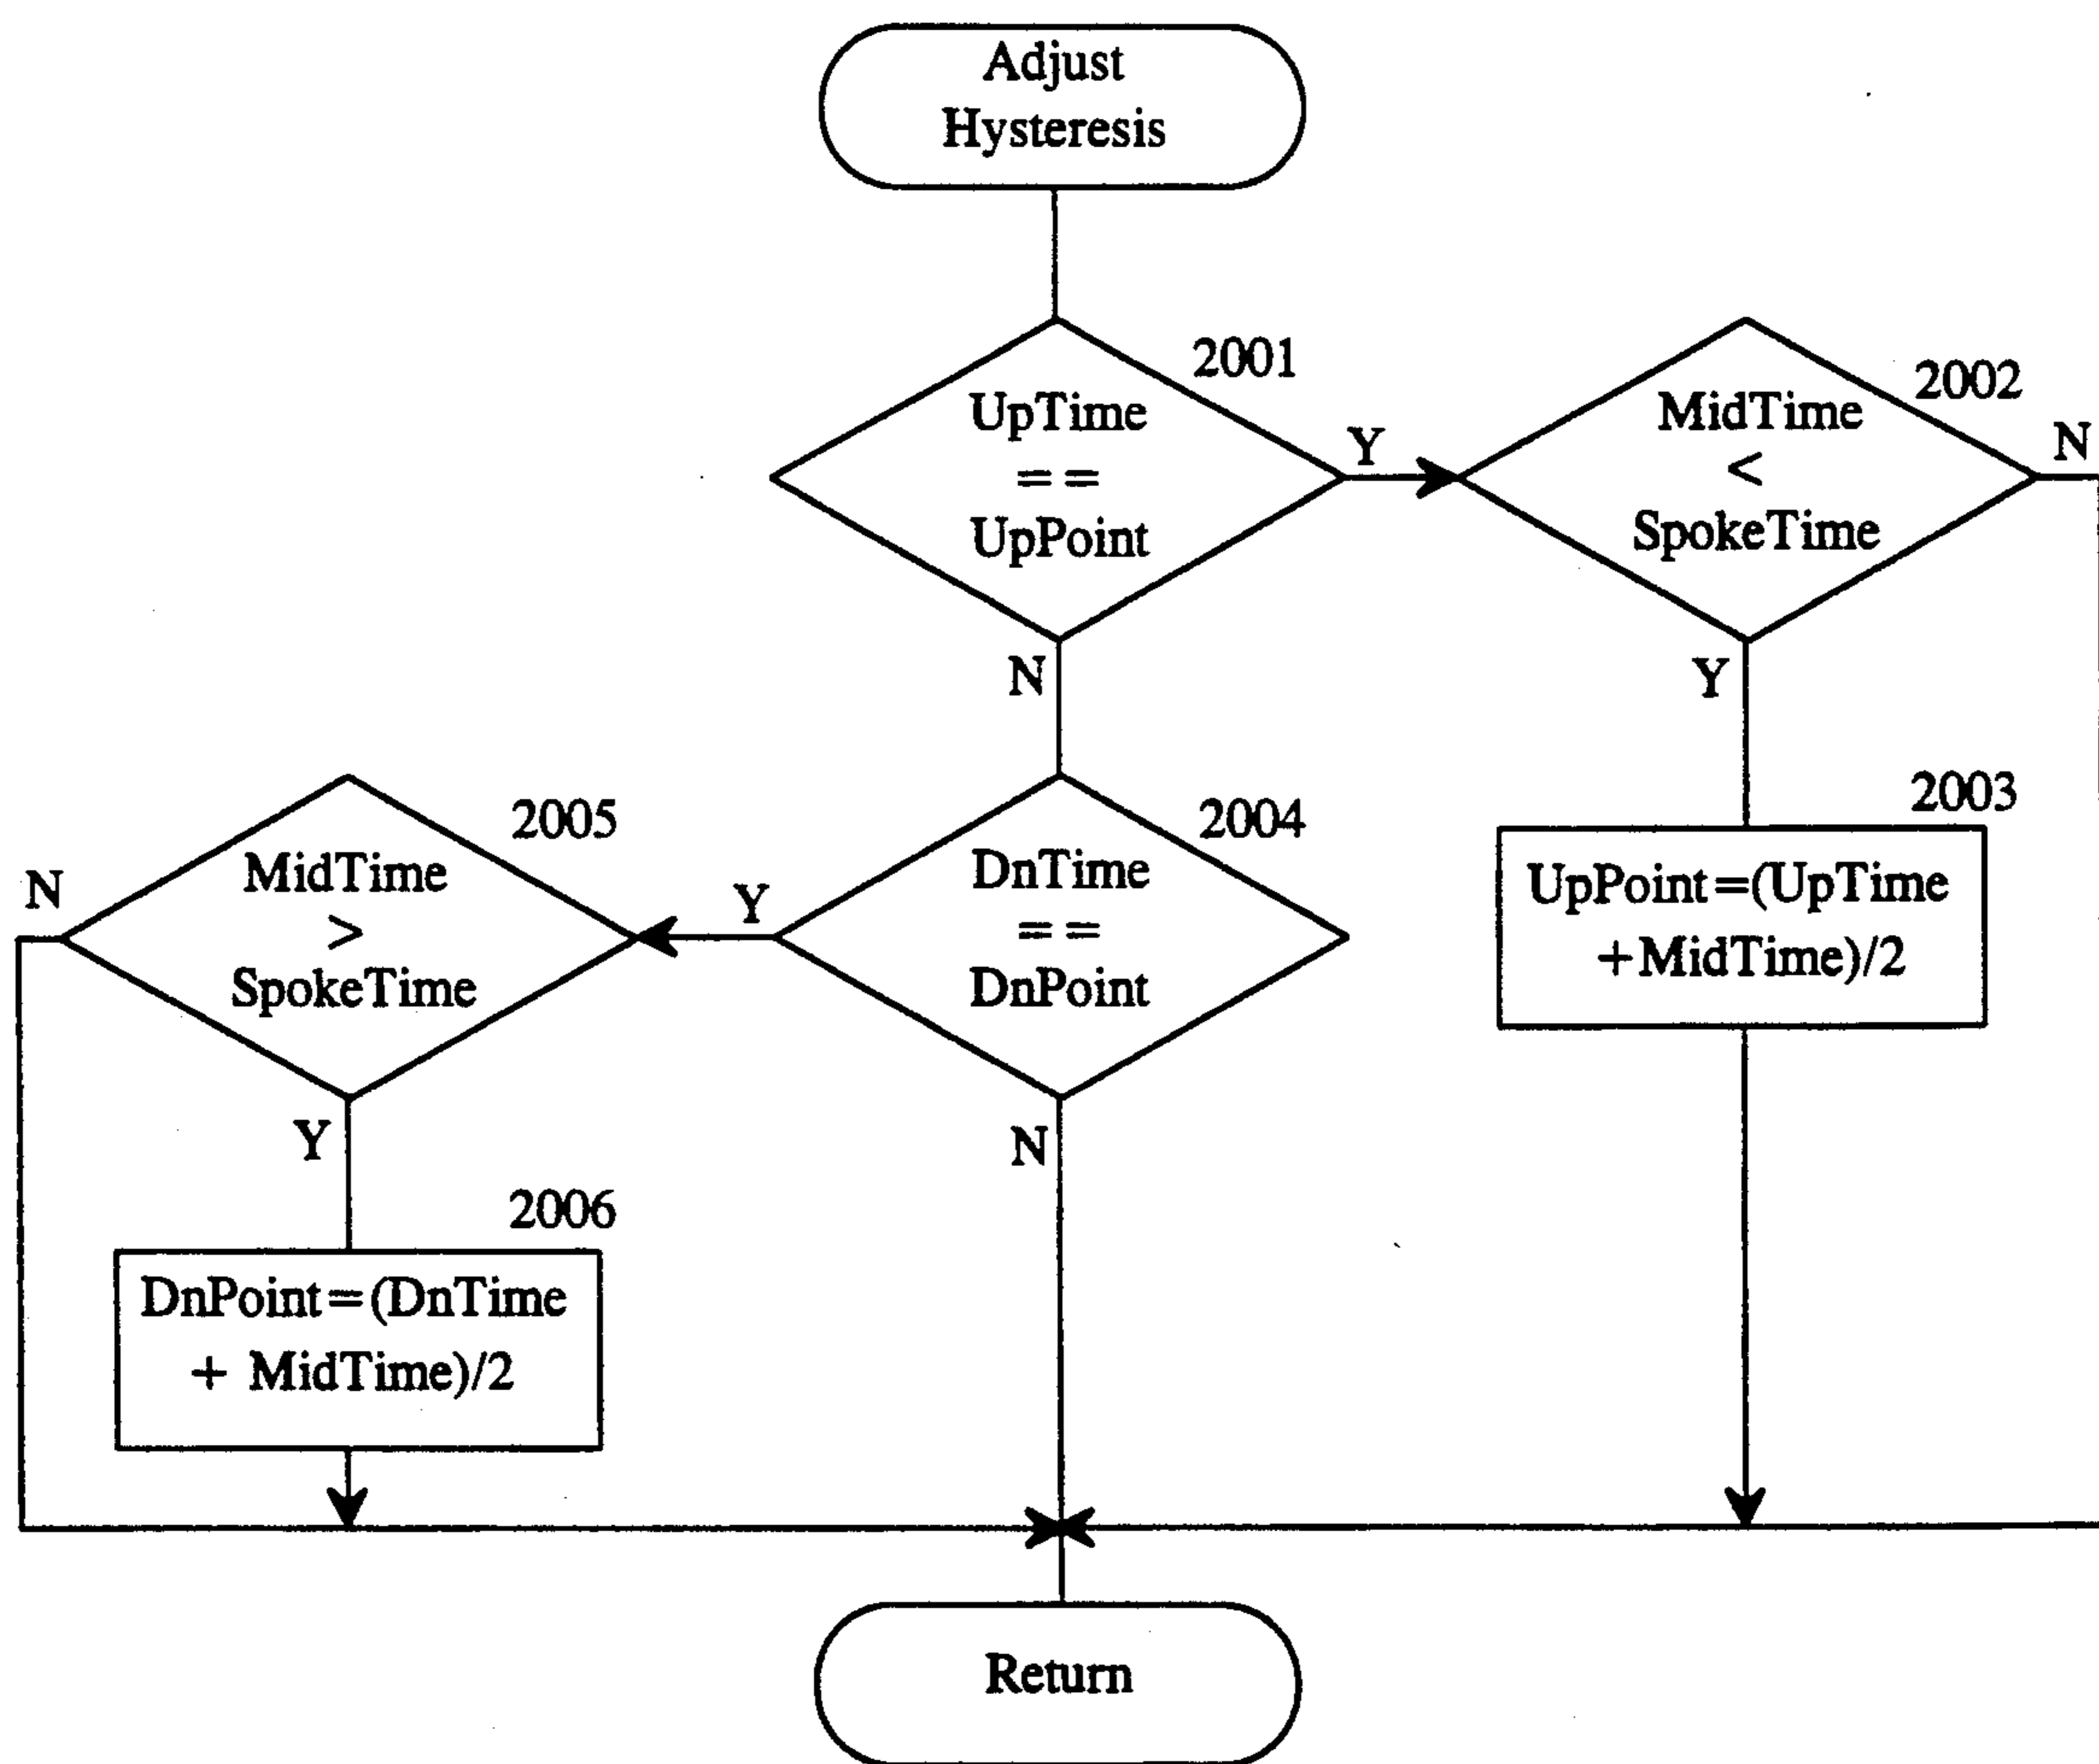 Adjust
Hysteresis
2001
UpTime
==
UpPoint
Y
N
2002
MidTime
<
SpokeTime
N
Y
2003
UpPoint=(UpTime
+MidTime)/2
2004
DnTime
==
DnPoint
Y
N
2005
MidTime
>
SpokeTime
N
Y
2006
DnPoint=(DnTime
+ MidTime)/2
Return